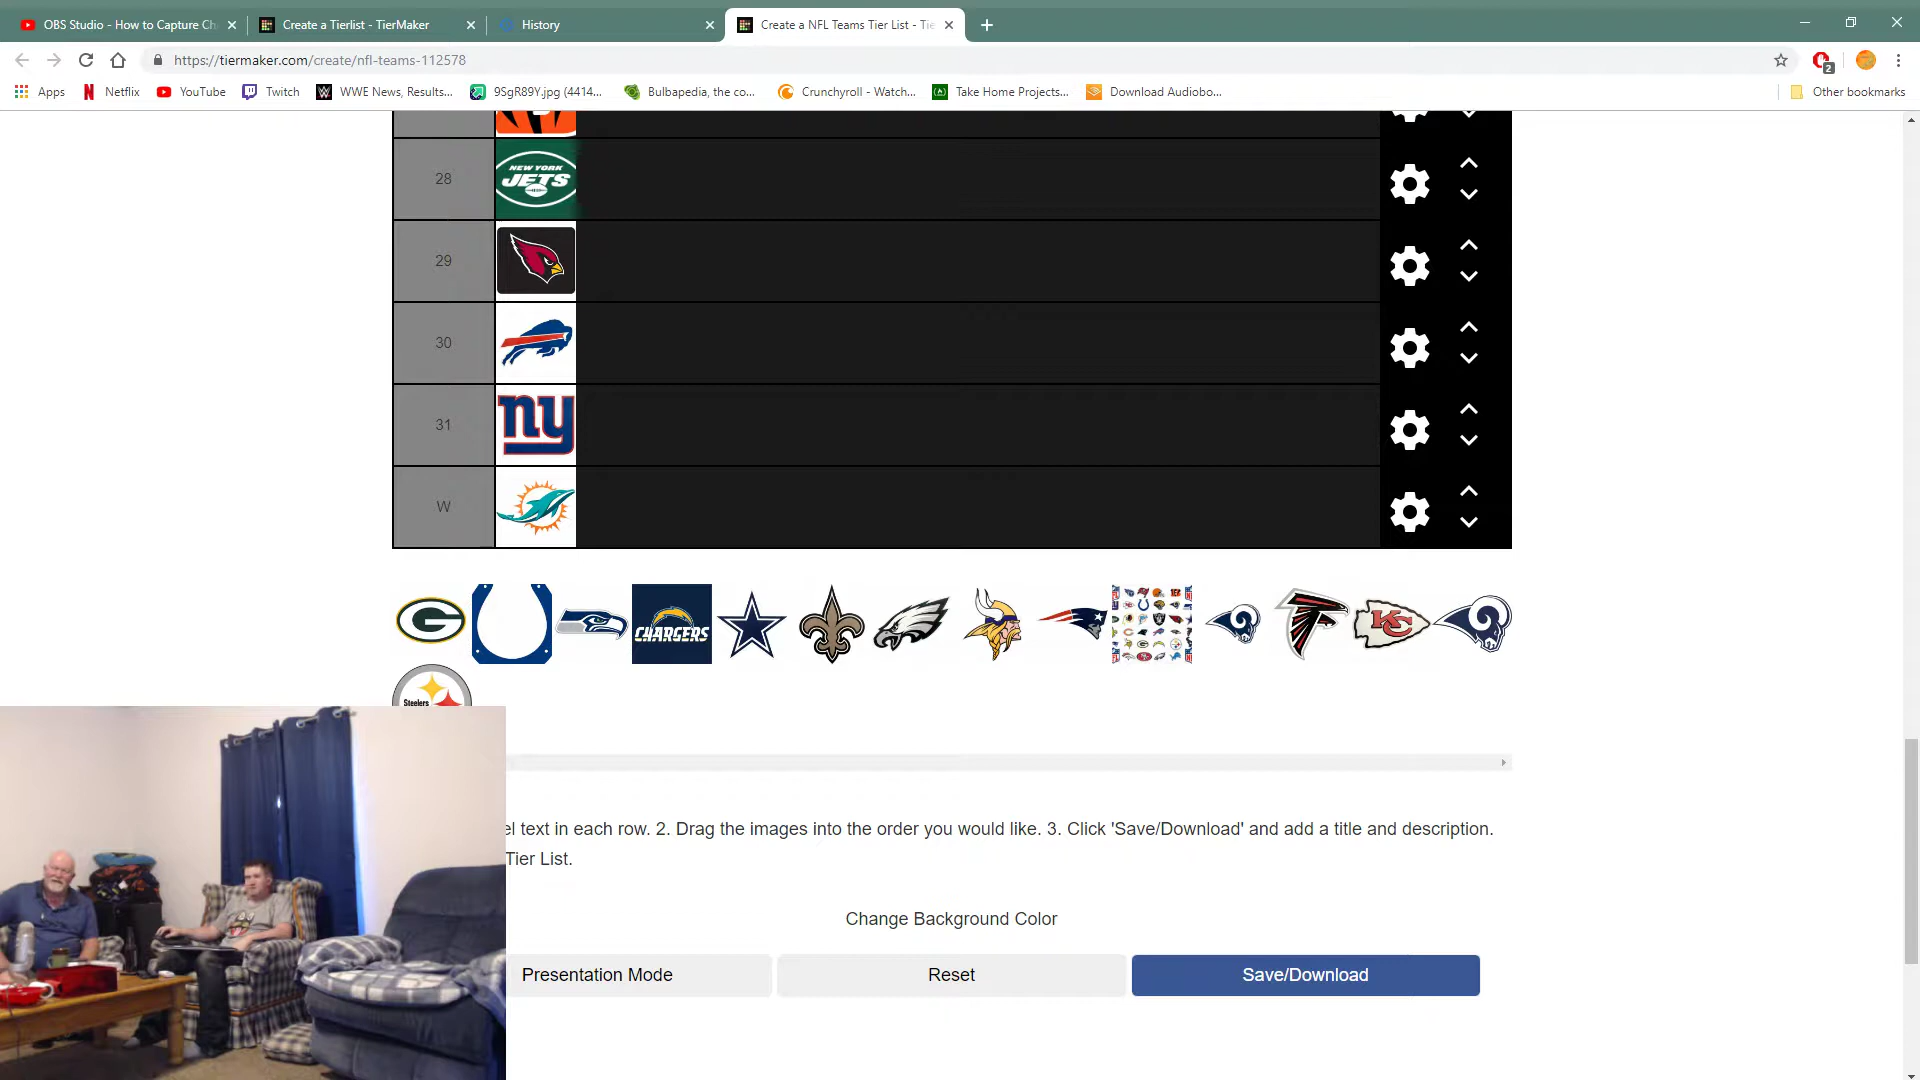 OBS Studio - How to Capture Ch
Create a Tierlist - TierMaker
History
Create a NFL Teams Tier List - Tie
https://tiermaker.com/create/nfl-teams-112578
2
Apps
Netflix
YouTube
Twitch
WWE News, Results...
9SgR89Y.jpg (4414...
Bulbapedia, the co...
Crunchyroll - Watch...
Take Home Projects...
Download Audiobo...
Other bookmarks
28
NEW YORK
JETS
29
30
31
ny
W
G
CHARGERS
KC
Steelers
el text in each row. 2. Drag the images into the order you would like. 3. Click 'Save/Download' and add a title and description.
Tier List.
Change Background Color
Presentation Mode
Reset
Save/Download